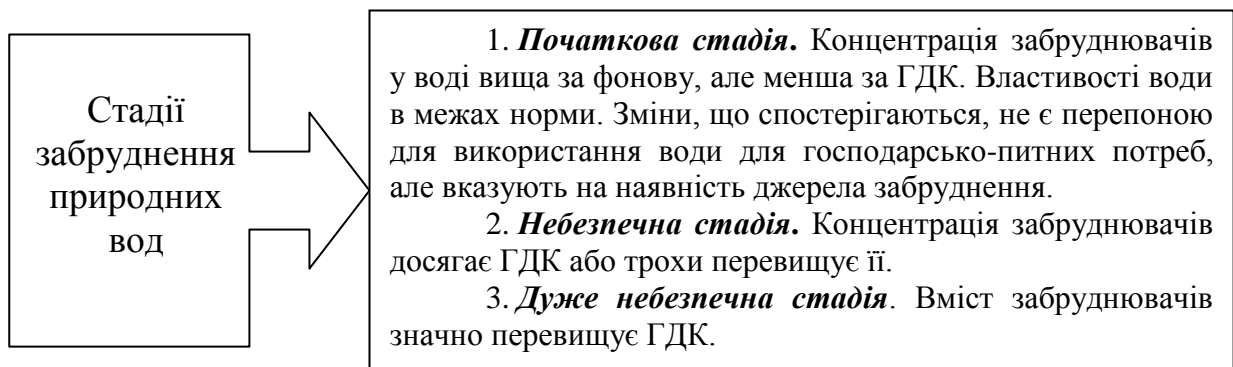 Стадії
забруднення
природних
вод
1. Початкова стадія. Концентрація забруднювачів
у воді вища за фонову, але менша за ГДК. Властивості води
в межах норми. Зміни, що спостерігаються, не є перепоною
для використання води для господарсько-питних потреб,
але вказують на наявність джерела забруднення.
2. Небезпечна стадія. Концентрація забруднювачів
досягає ГДК або трохи перевищує її.
3. Дуже небезпечна стадія. Вміст забруднювачів
значно перевищує ГДК.